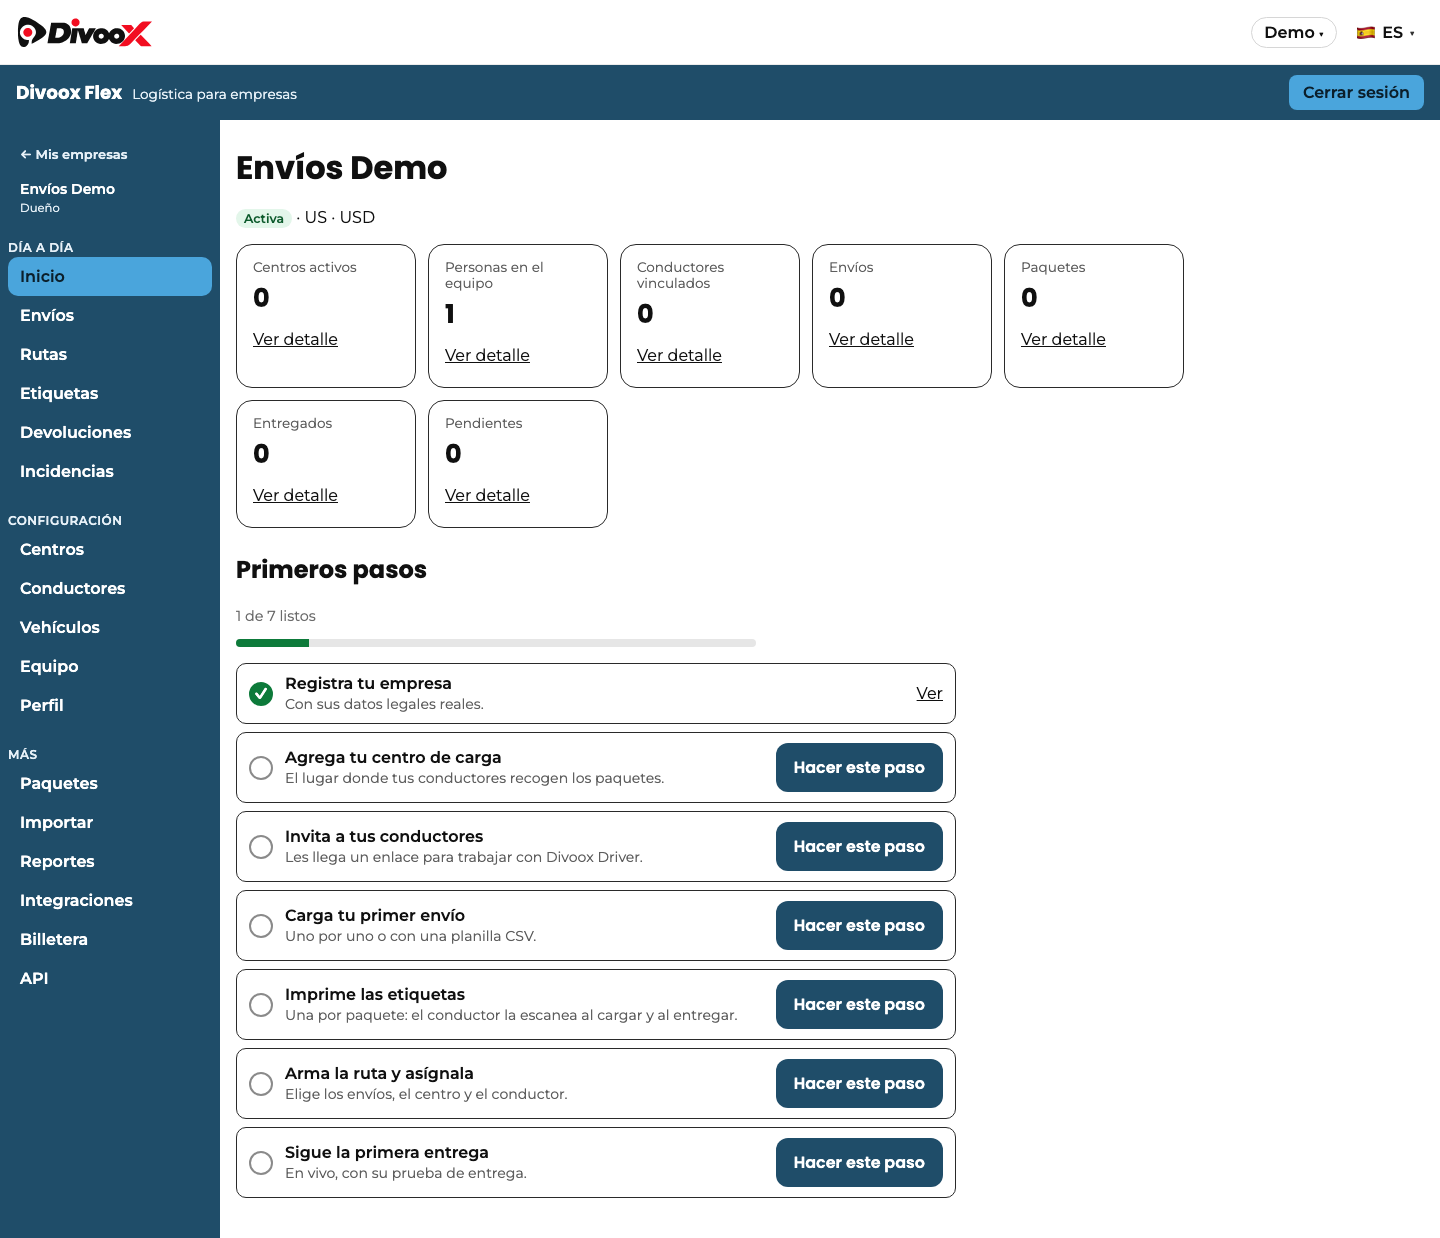 DivooX
Demo
ES
Divoox Flex
Logística para empresas
Cerrar sesión
← Mis empresas
Envíos Demo
Dueño
DÍA A DÍA
Inicio
Envíos
Rutas
Etiquetas
Devoluciones
Incidencias
CONFIGURACIÓN
Centros
Conductores
Vehículos
Equipo
Perfil
MÁS
Paquetes
Importar
Reportes
Integraciones
Billetera
API
Envíos Demo
Activa · US · USD
Centros activos
0
Ver detalle
Personas en el
equipo
1
Ver detalle
Conductores
vinculados
0
Ver detalle
Envíos
0
Ver detalle
Paquetes
0
Ver detalle
Entregados
0
Ver detalle
Pendientes
0
Ver detalle
Primeros pasos
1 de 7 listos
Registra tu empresa
Con sus datos legales reales.
Ver
Agrega tu centro de carga
El lugar donde tus conductores recogen los paquetes.
Hacer este paso
Invita a tus conductores
Les llega un enlace para trabajar con Divoox Driver.
Hacer este paso
Carga tu primer envío
Uno por uno o con una planilla CSV.
Hacer este paso
Imprime las etiquetas
Una por paquete: el conductor la escanea al cargar y al entregar.
Hacer este paso
Arma la ruta y asígnala
Elige los envíos, el centro y el conductor.
Hacer este paso
Sigue la primera entrega
En vivo, con su prueba de entrega.
Hacer este paso